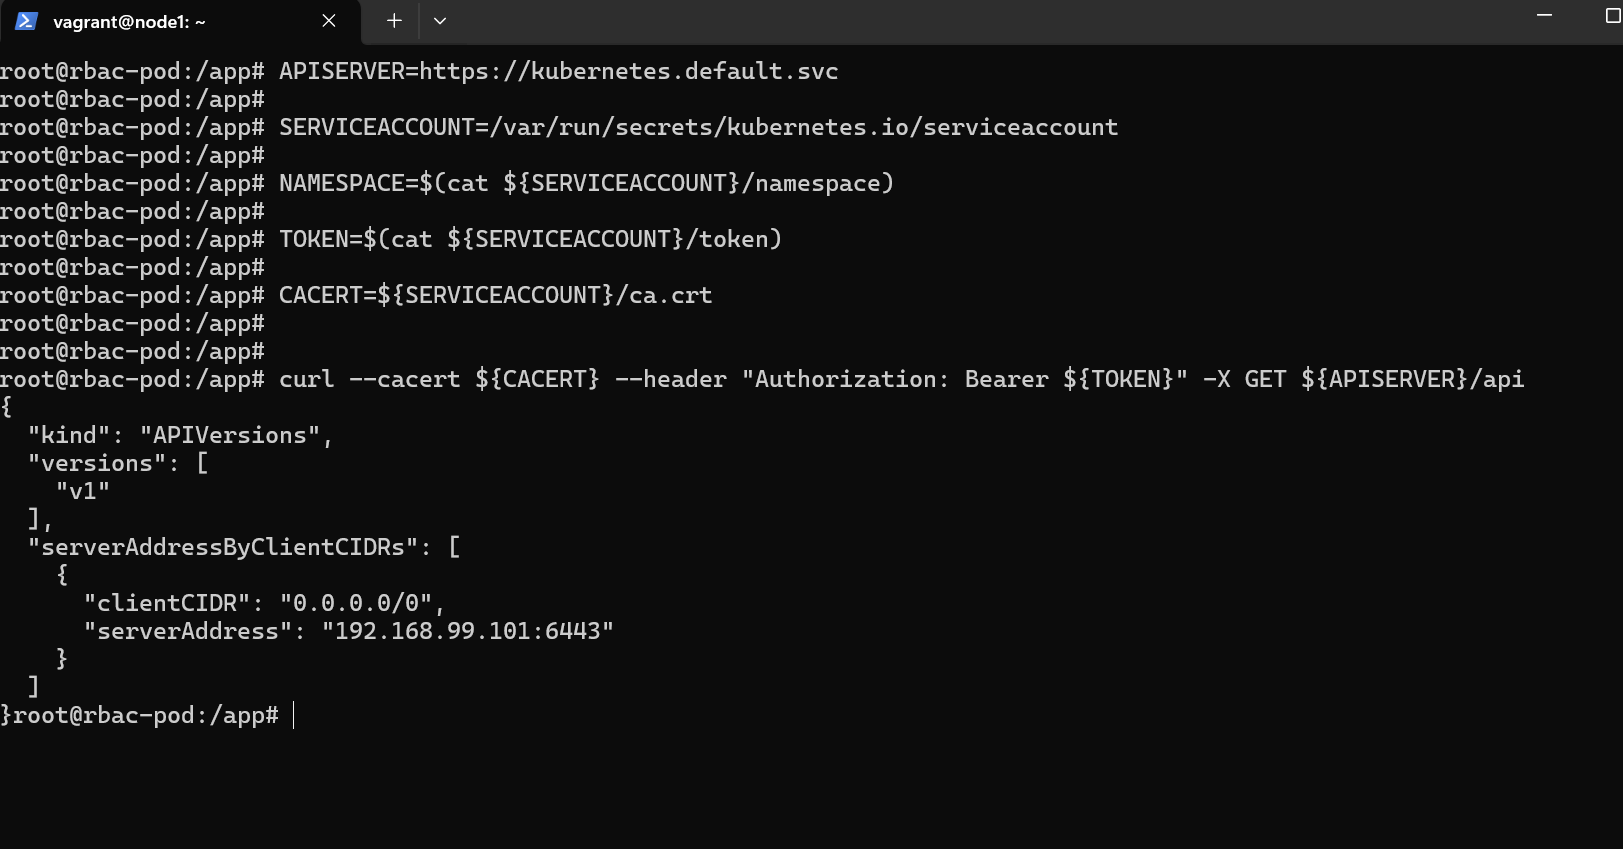 vagrant@node1: ~
root@rbac-pod:/app# APISERVER=https://kubernetes.default.svc
root@rbac-pod:/app#
root@rbac-pod:/app# SERVICEACCOUNT=/var/run/secrets/kubernetes.io/serviceaccount
root@rbac-pod:/app#
root@rbac-pod:/app# NAMESPACE=$(cat ${SERVICEACCOUNT}/namespace)
root@rbac-pod:/app#
root@rbac-pod:/app# TOKEN=$(cat ${SERVICEACCOUNT}/token)
root@rbac-pod:/app#
root@rbac-pod:/app# CACERT=${SERVICEACCOUNT}/ca.crt
root@rbac-pod:/app#
root@rbac-pod:/app#
root@rbac-pod:/app# curl --cacert ${CACERT} --header "Authorization: Bearer ${TOKEN}" -X GET ${APISERVER}/api
{
  "kind": "APIVersions",
  "versions": [
    "v1"
  ],
  "serverAddressByClientCIDRs": [
    {
      "clientCIDR": "0.0.0.0/0",
      "serverAddress": "192.168.99.101:6443"
    }
  ]
}root@rbac-pod:/app#